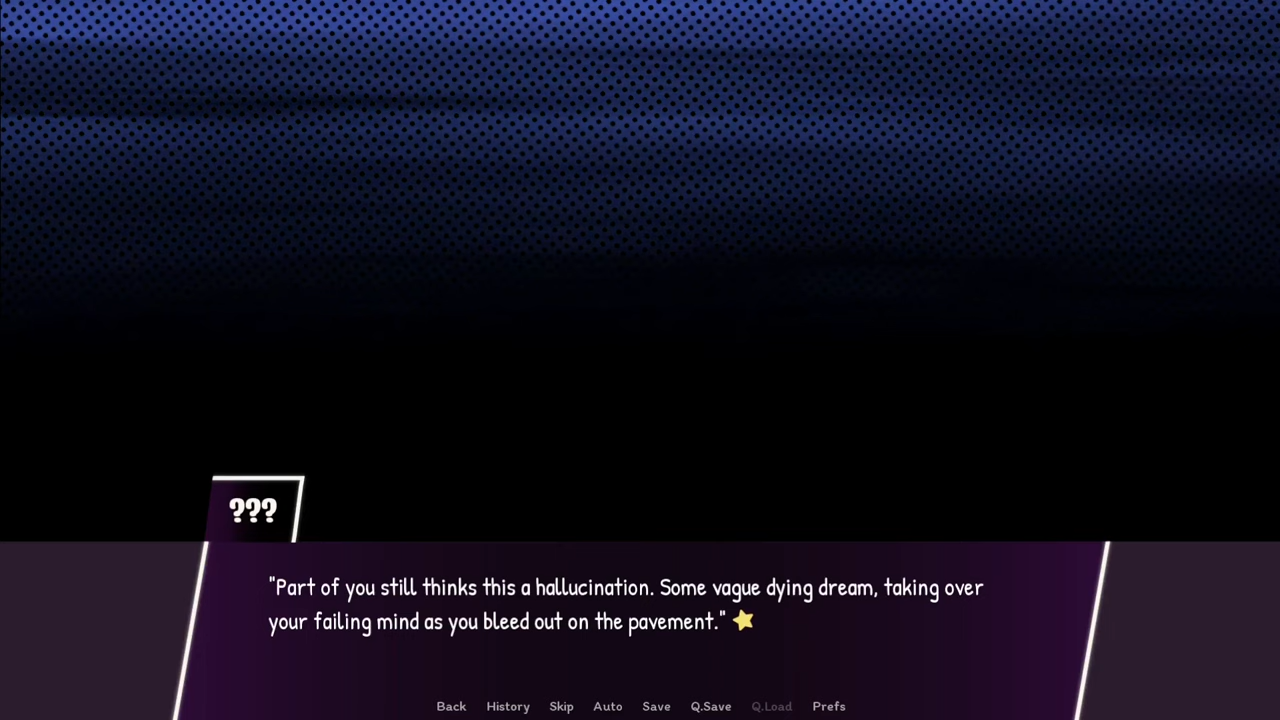 ???
"Part of you still thinks this a hallucination. Some vague dying dream, taking over
your failing mind as you bleed out on the pavement."
Back History Skip Auto Save Q.Save Q.Load Prefs